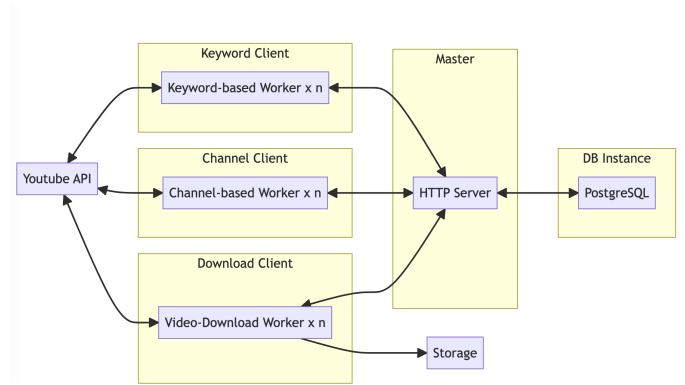 Keyword Client
Keyword-based Worker x n
Master
Channel Client
Channel-based Worker x n
Youtube API
HTTP Server
DB Instance
PostgreSQL
Download Client
Video-Download Worker x n
Storage